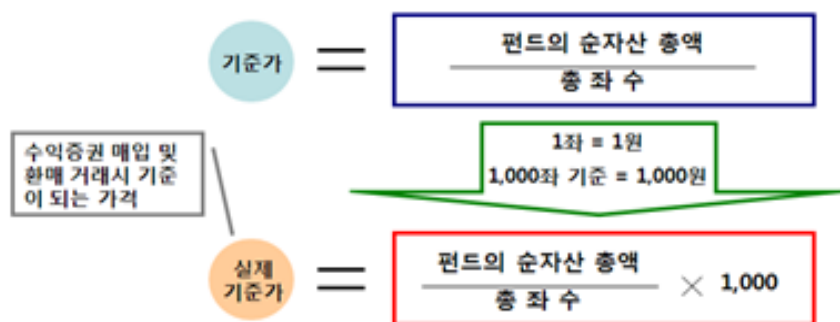 기준가
=
펀드의 순자산 총액
총 좌 수
1좌 = 1원
1,000좌 기준 = 1,000원
수익증권 매입 및
환매 거래시 기준
이 되는 가격
실제
기준가
=
펀드의 순자산 총액
총 좌 수
× 1,000